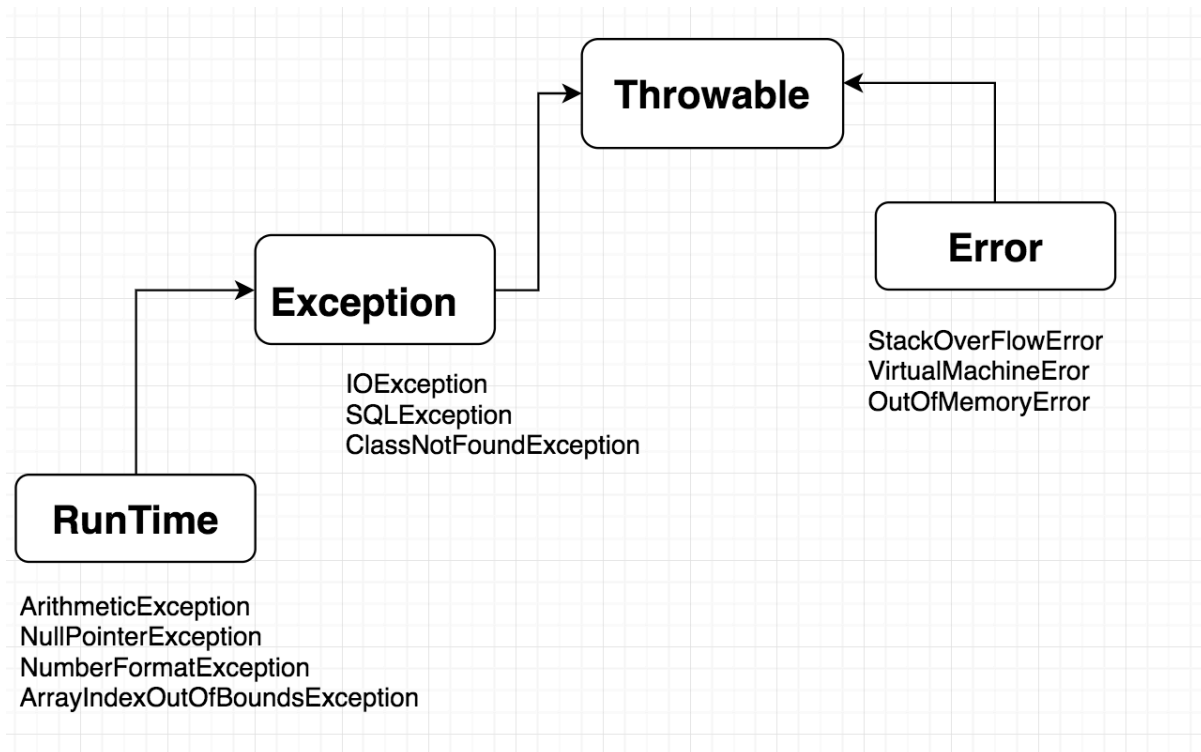 Throwable
Error
Exception
StackOverFlowError
VirtualMachineEror
OutOfMemoryError
IOException
SQLException
ClassNotFoundException
RunTime
ArithmeticException
NullPointerException
NumberFormatException
ArrayIndexOutOfBoundsException